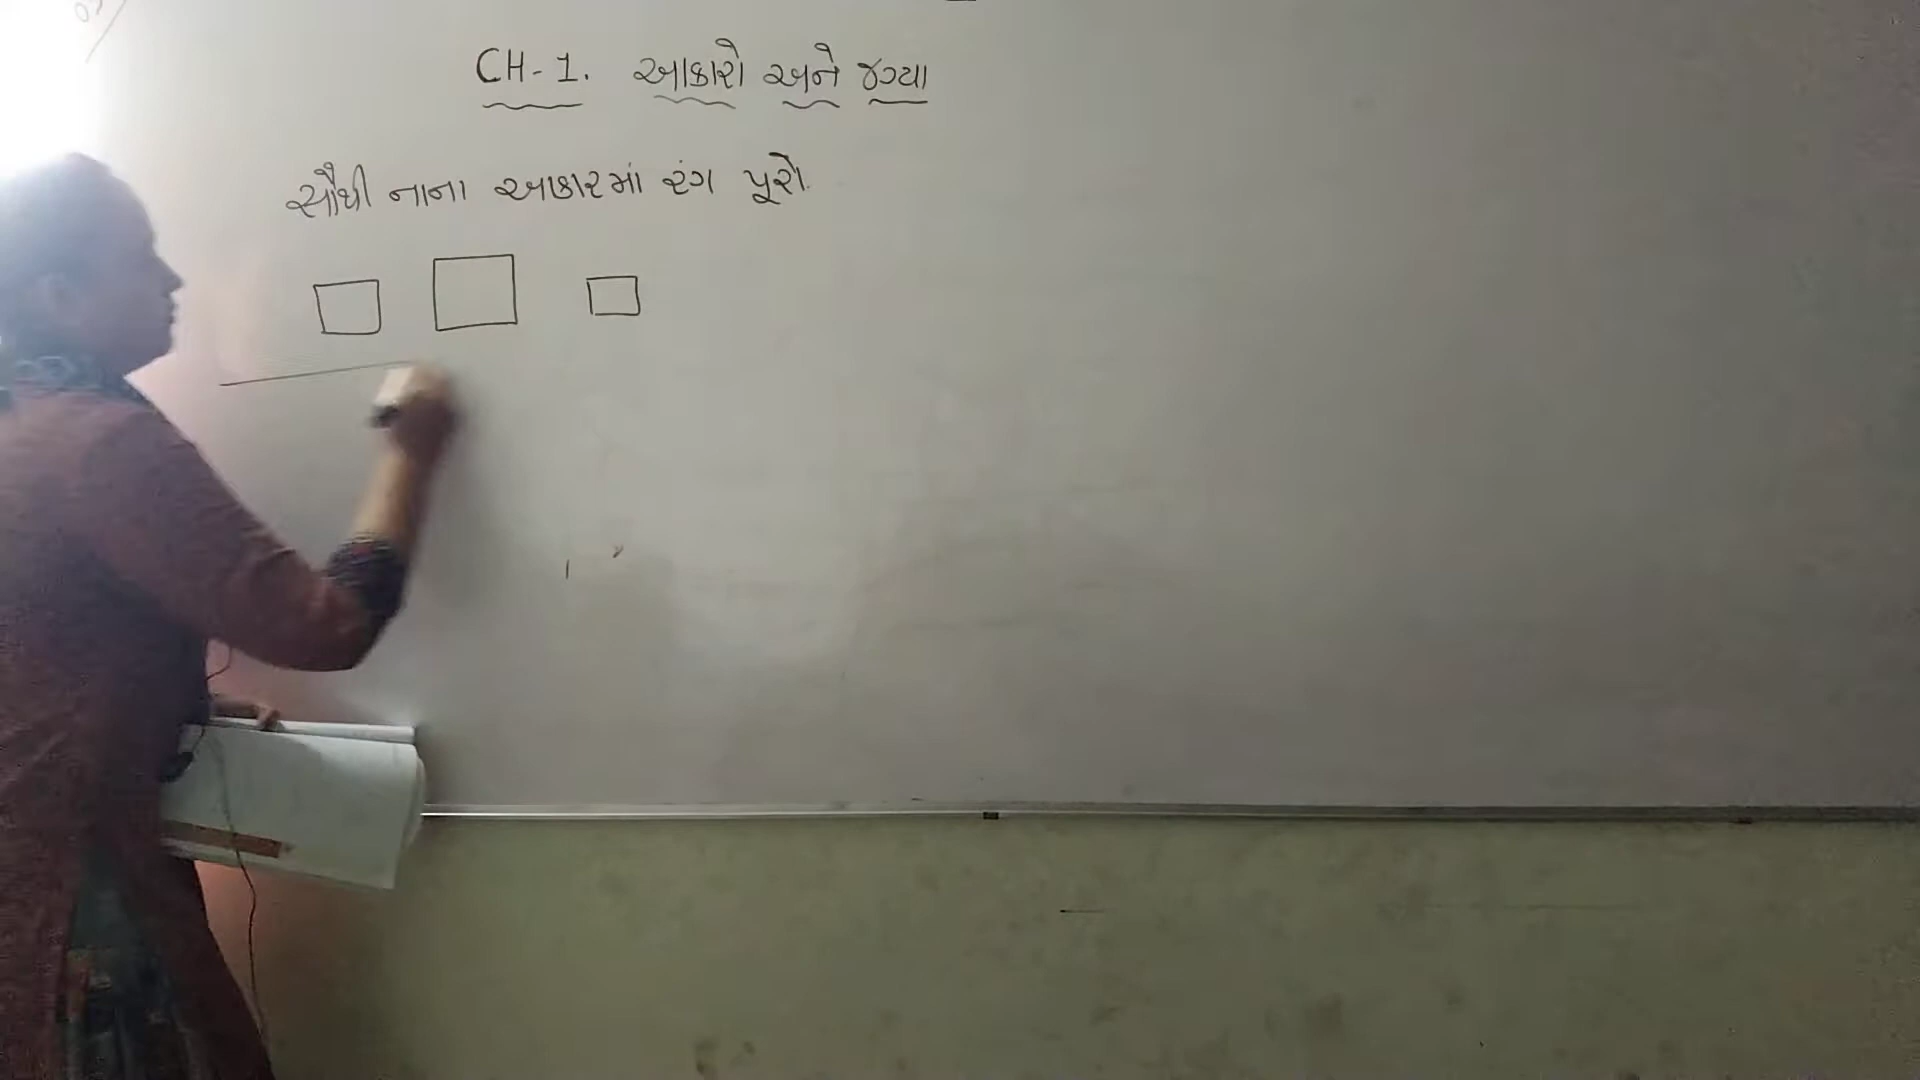 CH-1. આકારો અને જગ્યા
સૌથી નાના આકારમાં રંગ પૂરો.